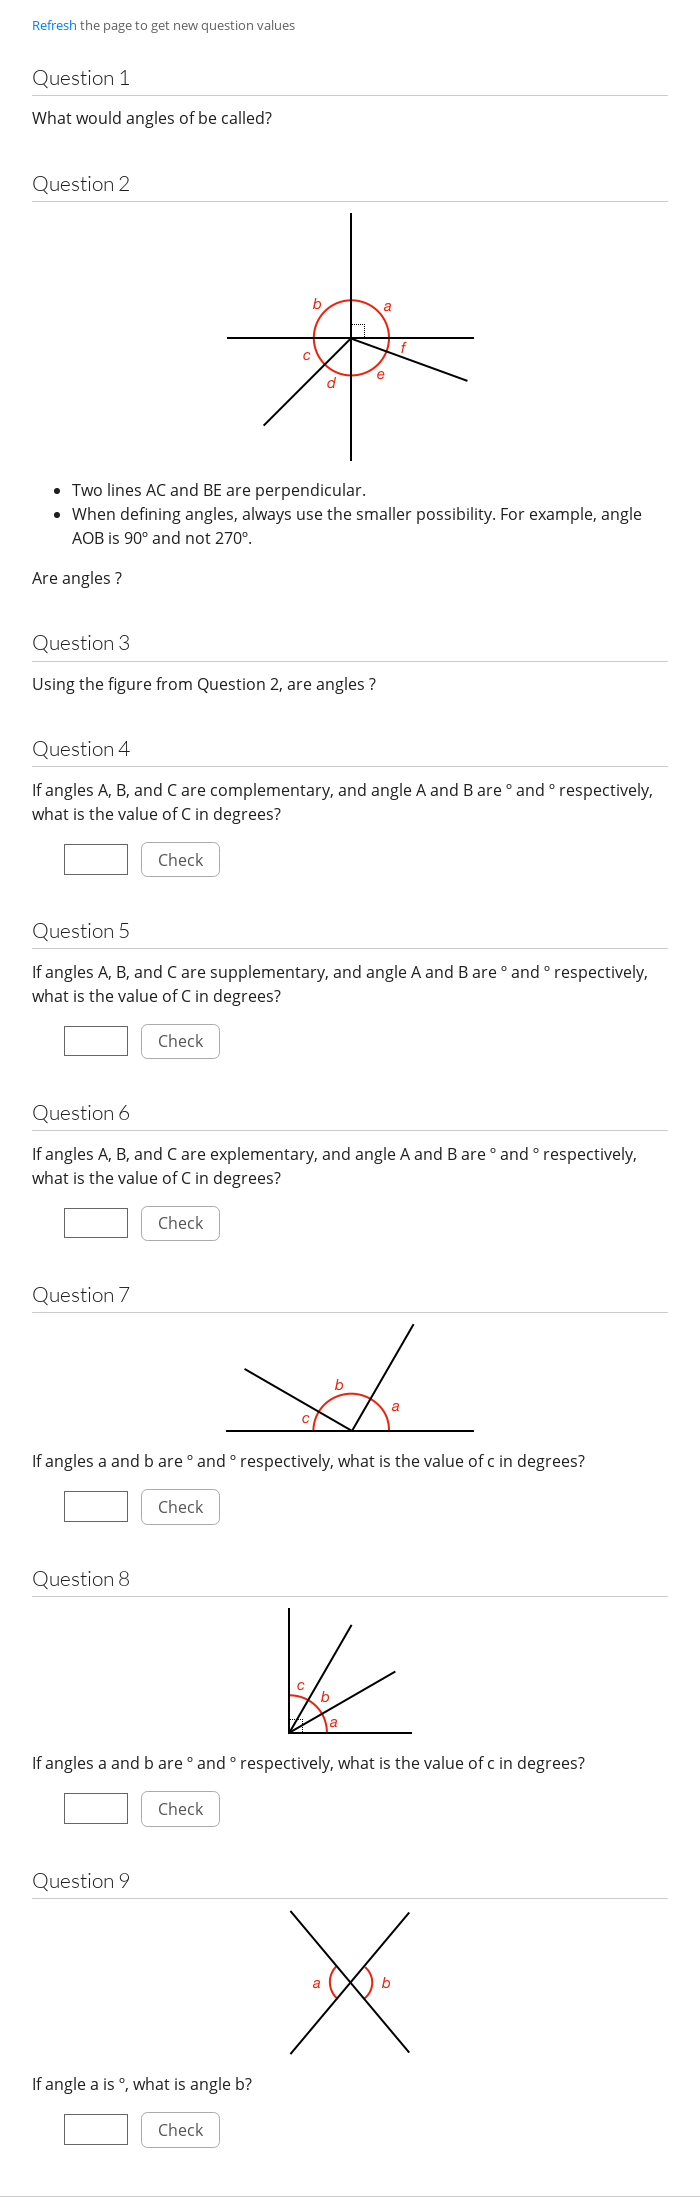 Refresh the page to get new question values
Question 1
What would angles of be called?
Question 2
b
a
c
f
d
e
• Two lines AC and BE are perpendicular.
• When defining angles, always use the smaller possibility. For example, angle
AOB is 90° and not 270°.
Are angles ?
Question 3
Using the figure from Question 2, are angles ?
Question 4
If angles A, B, and C are complementary, and angle A and B are ° and ° respectively,
what is the value of C in degrees?
Check
Question 5
If angles A, B, and C are supplementary, and angle A and B are ° and ° respectively,
what is the value of C in degrees?
Check
Question 6
If angles A, B, and C are explementary, and angle A and B are ° and ° respectively,
what is the value of C in degrees?
Check
Question 7
b
a
c
If angles a and b are ° and ° respectively, what is the value of c in degrees?
Check
Question 8
c
b
a
If angles a and b are ° and ° respectively, what is the value of c in degrees?
Check
Question 9
a
b
If angle a is °, what is angle b?
Check